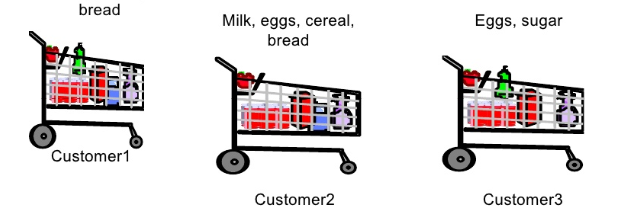 bread
Customer1
Milk, eggs, cereal,
bread
Customer2
Eggs, sugar
Customer3